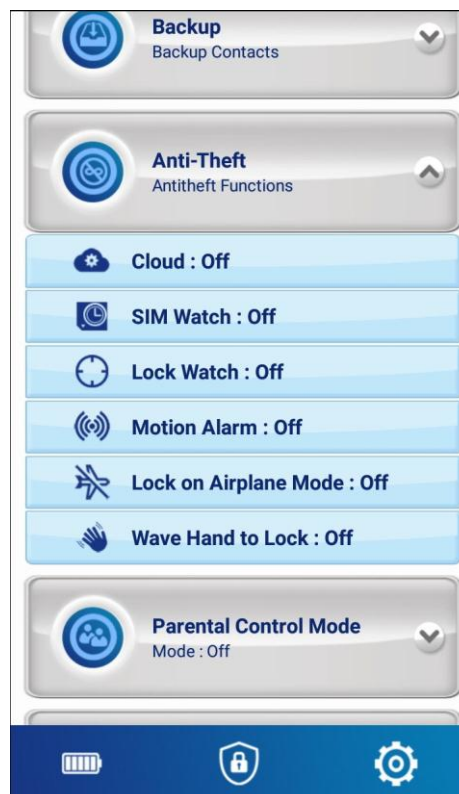 Backup
Backup Contacts
Anti-Theft
Antitheft Functions
Cloud : Off
SIM Watch : Off
Lock Watch : Off
Motion Alarm : Off
Lock on Airplane Mode : Off
Wave Hand to Lock : Off
Parental Control Mode
Mode : Off